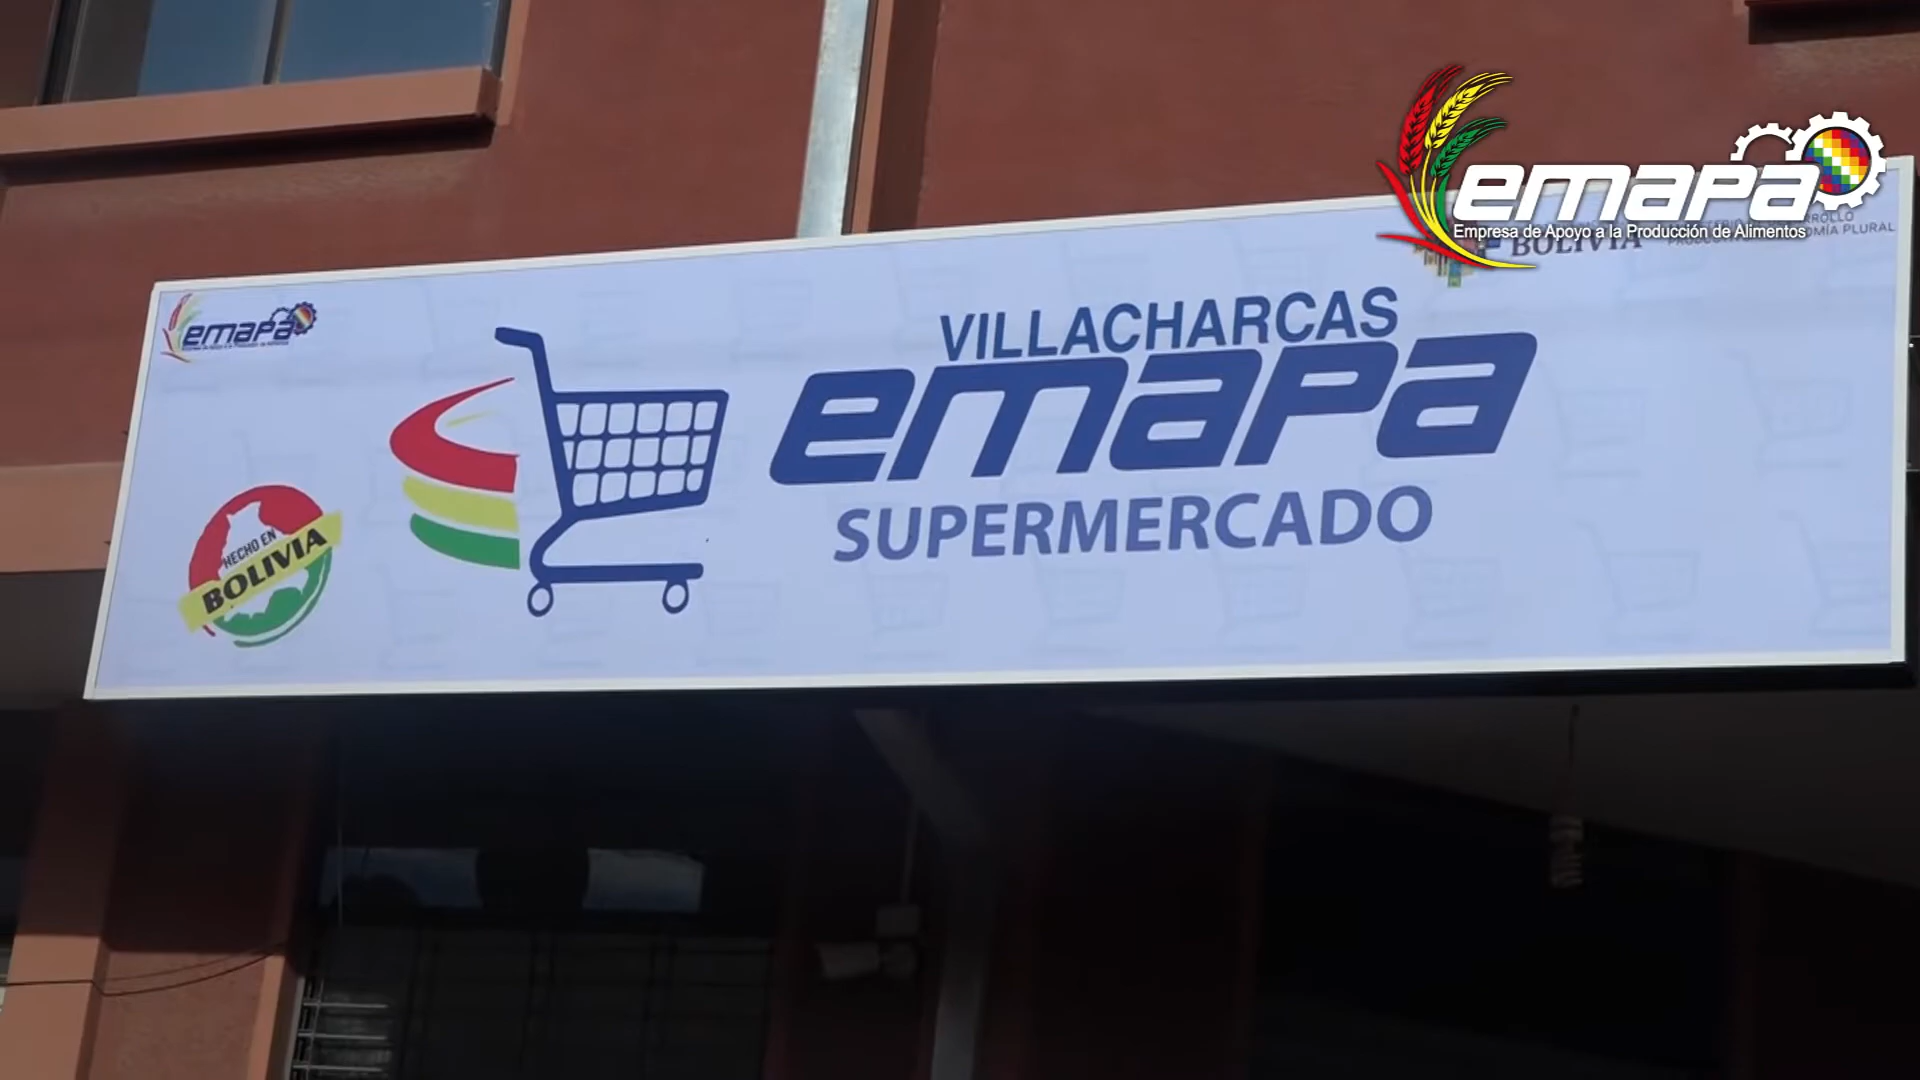 emapa
Empresa de Apoyo a la Producción de Alimentos
BOLIVIA
emapa
VILLACHARCAS
emapa
SUPERMERCADO
HECHO EN
BOLIVIA